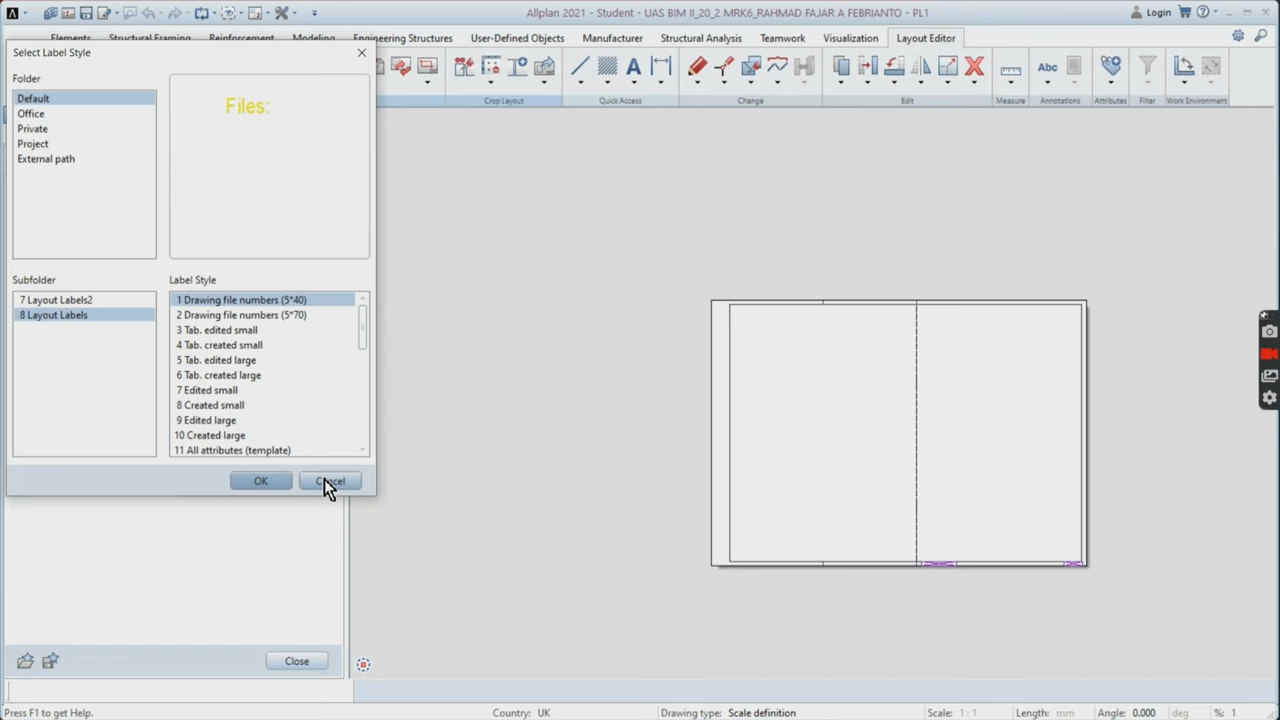 Allplan 2021 - Student - UAS BIM II_20_2 MRK6_RAHMAD FAJAR A FEBRIANTO - PL1
Login
Elements Structural Framing Reinforcement Modeling Engineering Structures User-Defined Objects Manufacturer Structural Analysis Teamwork Visualization Layout Editor
Select Label Style
Abc
Crop Layout Quick Access Change Edit Measure Annotations Attributes Filter Work Environment
Folder
Default
Office
Private
Project
External path
Files:
Subfolder
7 Layout Labels2
8 Layout Labels
Label Style
1 Drawing file numbers (5*40)
2 Drawing file numbers (5*70)
3 Tab. edited small
4 Tab. created small
5 Tab. edited large
6 Tab. created large
7 Edited small
8 Created small
9 Edited large
10 Created large
11 All attributes (template)
OK Cancel
Close
Press F1 to get Help. Country: UK Drawing type: Scale definition Scale: 1:1 Length: mm Angle: 0.000 deg %: 1